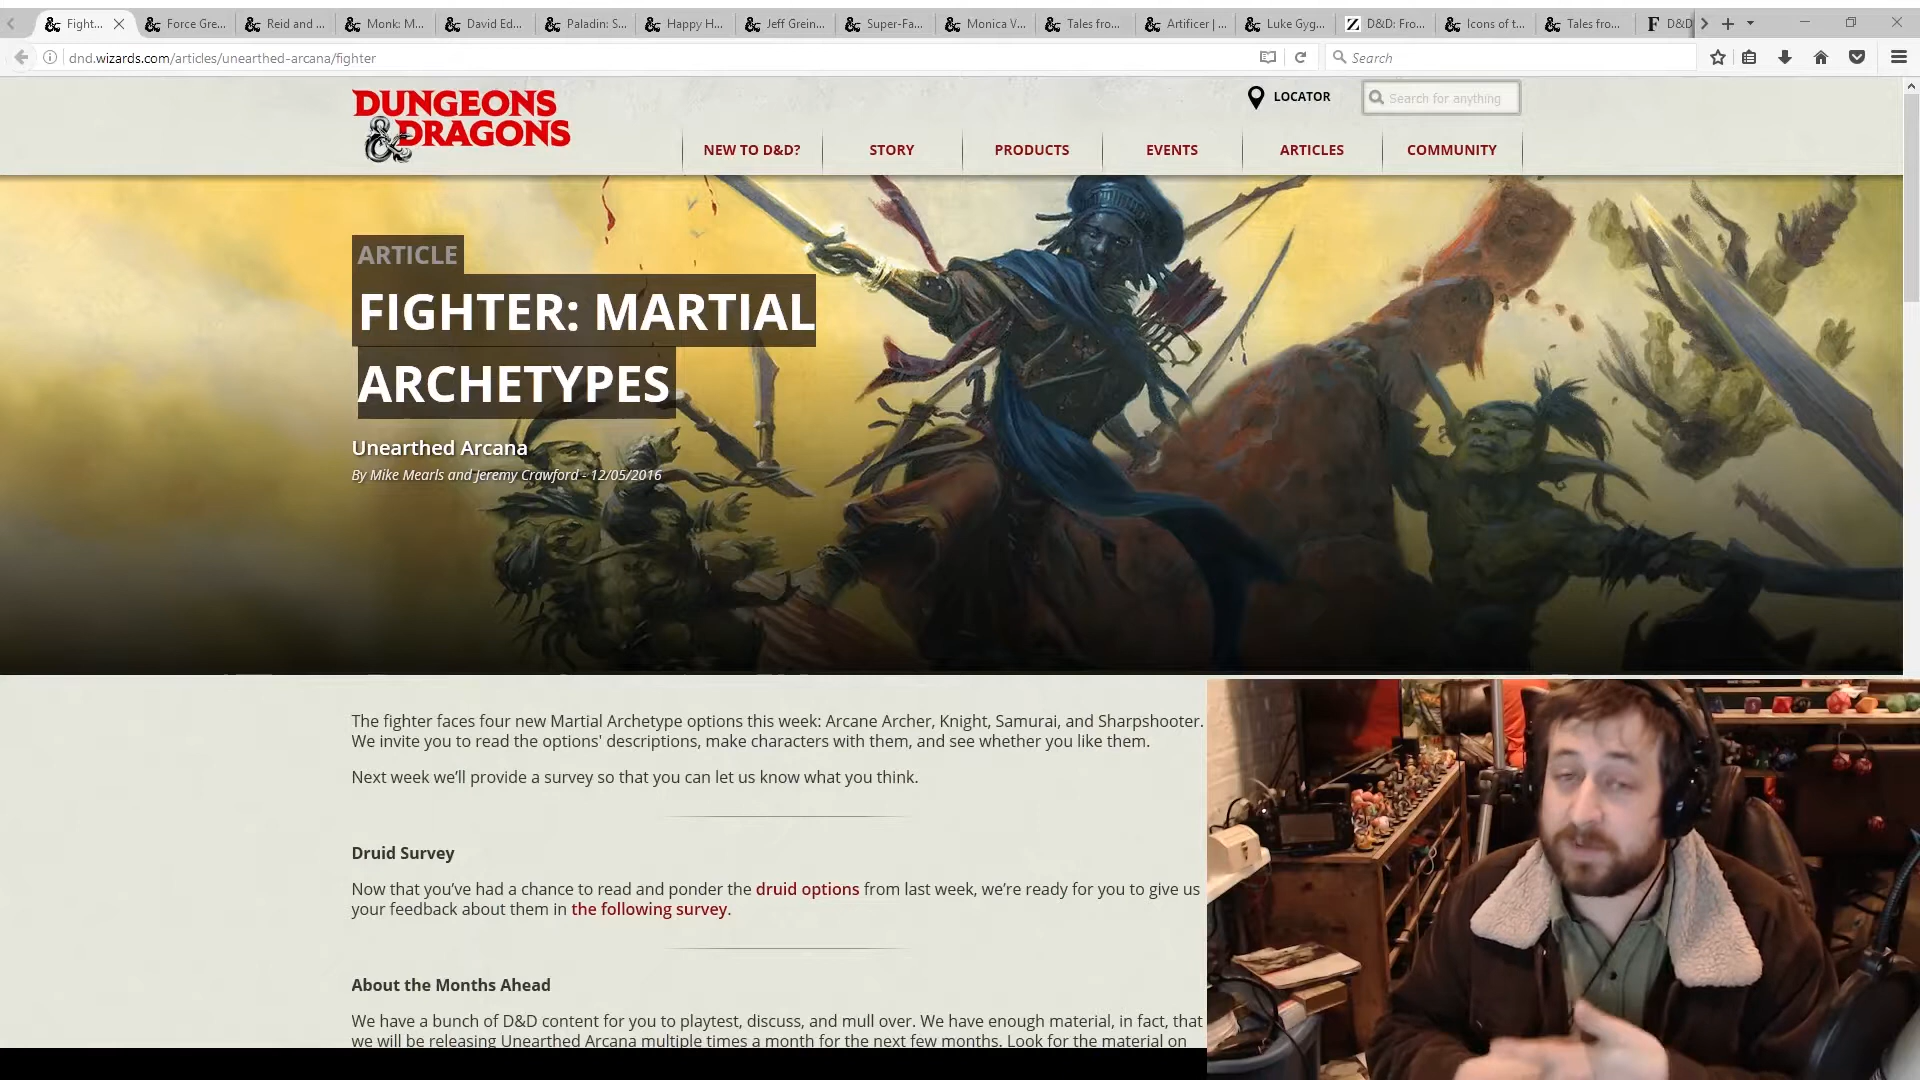 Fight...
Force Gre...
Reid and ...
Monk: M...
David Ed...
Paladin: S...
Happy H...
Jeff Grein...
Super-Fa...
Monica V...
Tales fro...
Artificer | ...
Luke Gyg...
D&D: Fro...
Icons of t...
Tales fro...
D&D
dnd.wizards.com/articles/unearthed-arcana/fighter
Search
DUNGEONS
& DRAGONS
LOCATOR
Search for anything
NEW TO D&D?
STORY
PRODUCTS
EVENTS
ARTICLES
COMMUNITY
ARTICLE
FIGHTER: MARTIAL
ARCHETYPES
Unearthed Arcana
By Mike Mearls and Jeremy Crawford - 12/05/2016
The fighter faces four new Martial Archetype options this week: Arcane Archer, Knight, Samurai, and Sharpshooter.
We invite you to read the options' descriptions, make characters with them, and see whether you like them.
Next week we’ll provide a survey so that you can let us know what you think.
Druid Survey
Now that you’ve had a chance to read and ponder the druid options from last week, we’re ready for you to give us
your feedback about them in the following survey.
About the Months Ahead
We have a bunch of D&D content for you to playtest, discuss, and mull over. We have enough material, in fact, that
we will be releasing Unearthed Arcana multiple times a month for the next few months. Look for the material on